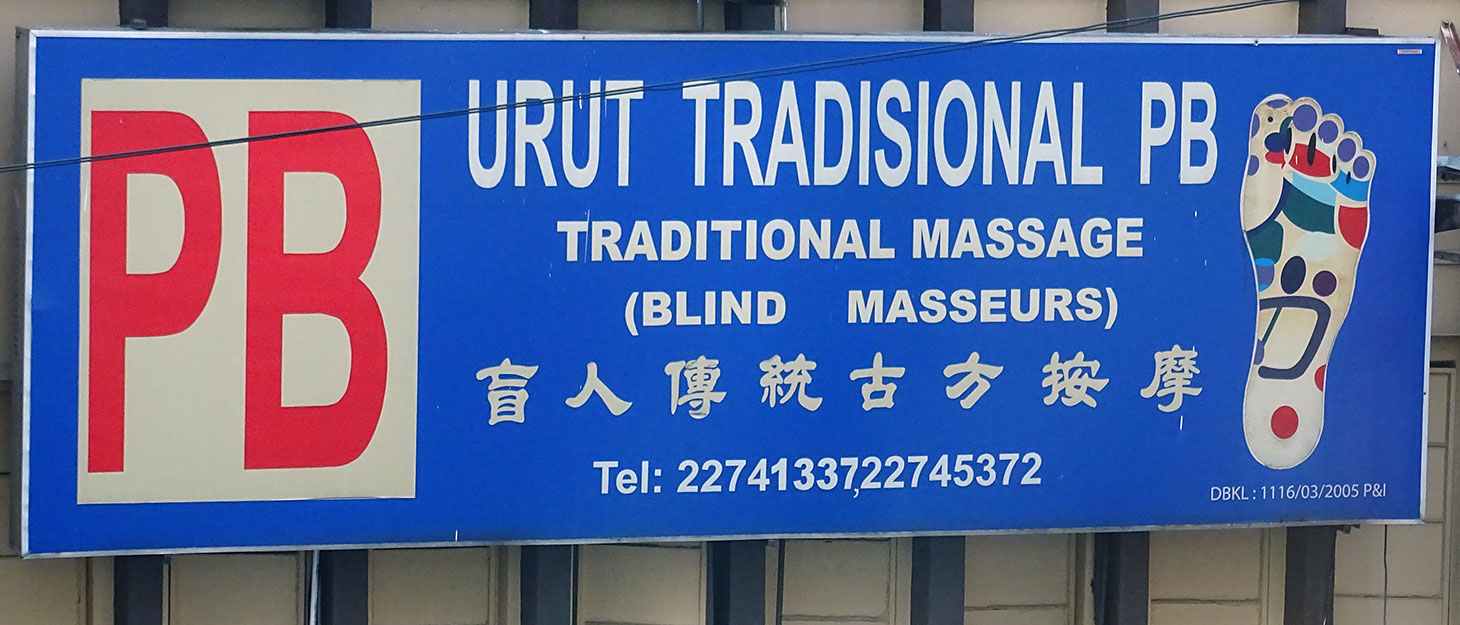 PB
URUT TRADISIONAL PB
TRADITIONAL MASSAGE
(BLIND MASSEURS)
盲人傳統古方按摩
Tel: 22741337,22745372
DBKL : 1116/03/2005 P&I